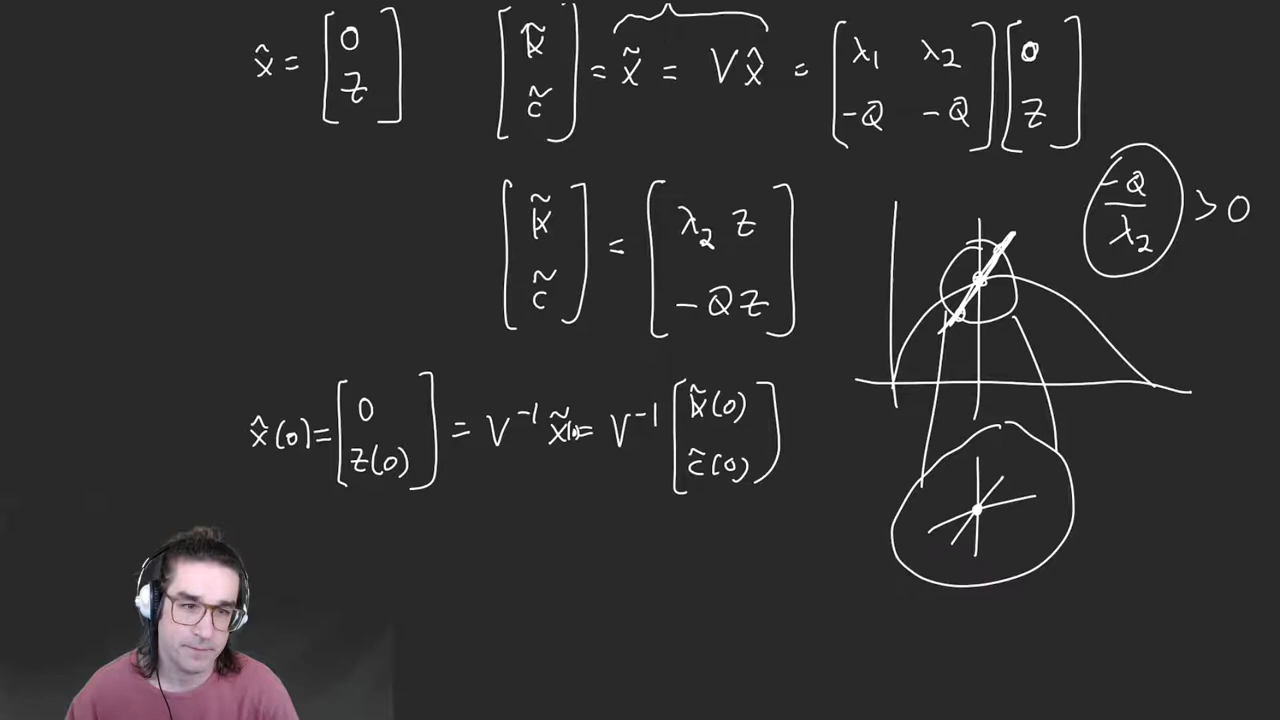 x̂ = [0 z] [k̃ c̃] = x̃ = V x̂ = [λ₁ λ₂ -Q -Q][0 z]
-Q/λ₂ > 0
[k̃ c̃] = [λ₂ z -Q z]
x̂(0) = [0 z(0)] = V⁻¹ x̃(0) = V⁻¹ [k̃(0) c̃(0)]